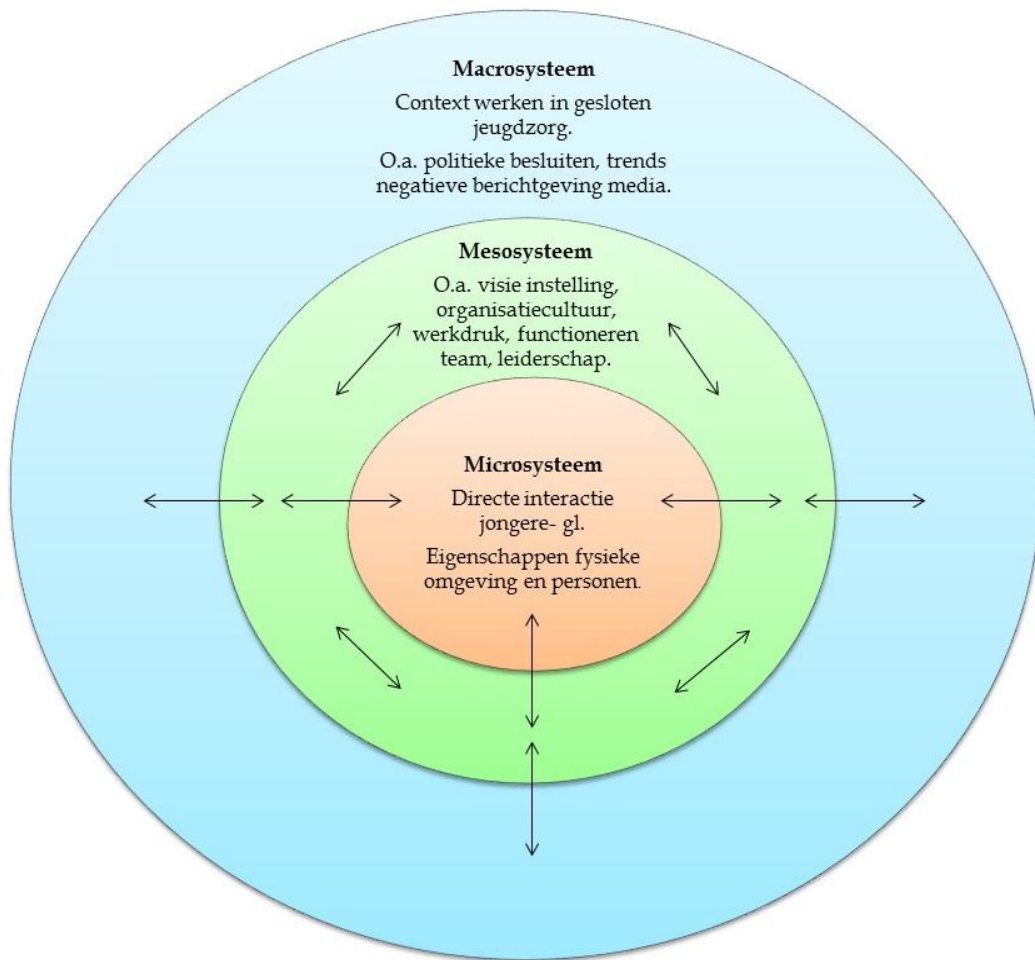 Macrosysteem
Context werken in gesloten
jeugdzorg.
O.a. politieke besluiten, trends
negatieve berichtgeving media.
Mesosysteem
O.a. visie instelling,
organisatiecultuur,
werkdruk, functioneren
team, leiderschap.
Microsysteem
Directe interactie
jongere- gl.
Eigenschappen fysieke
omgeving en personen.